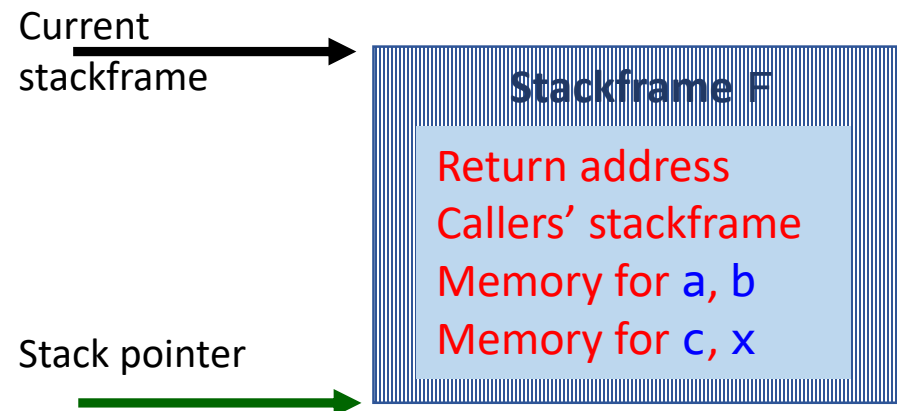 Current
stackframe
Stackframe F
Return address
Callers’ stackframe
Memory for a, b
Memory for c, x
Stack pointer